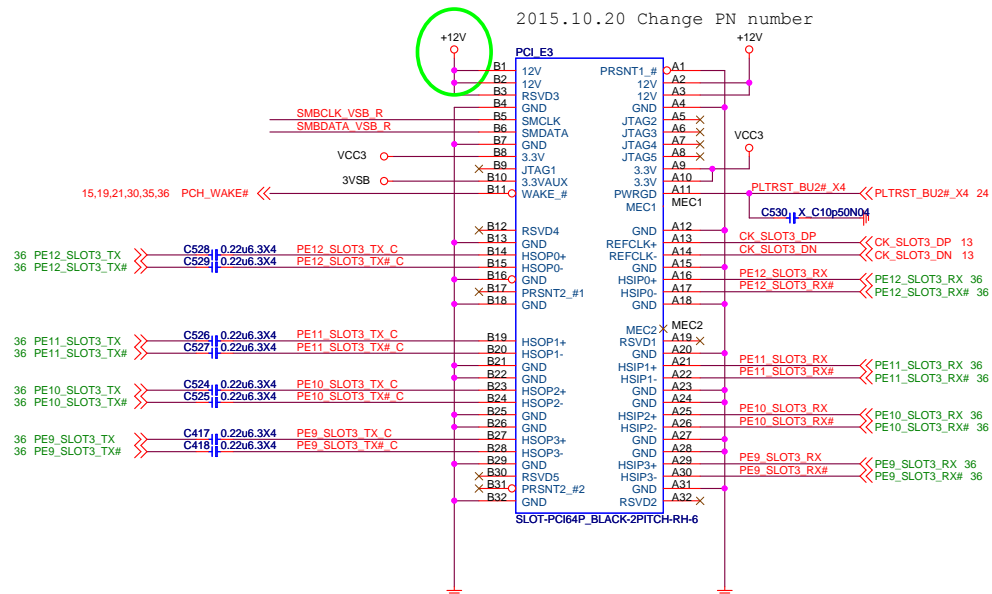 2015.10.20 Change PN number
+12V
+12V
PCI_E3
B1 12V PRSNT1_# A1
B2 12V 12V A2
B3 RSVD3 12V A3
B4 GND GND A4
SMBCLK_VSB_R B5 SMCLK JTAG2 A5
SMBDATA_VSB_R B6 SMDATA JTAG3 A6
B7 GND JTAG4 A7
VCC3 B8 3.3V JTAG5 A8
VCC3
B9 JTAG1 3.3V A9
3VSB B10 3.3VAUX 3.3V A10
15,19,21,30,35,36 PCH_WAKE# B11 WAKE_# PWRGD A11 PLTRST_BU2#_X4 PLTRST_BU2#_X4 24
MEC1 MEC1
C530 X_C10p50N04
B12 RSVD4 GND A12
B13 GND REFCLK+ A13 CK_SLOT3_DP CK_SLOT3_DP 13
36 PE12_SLOT3_TX C528 0.22u6.3X4 PE12_SLOT3_TX_C B14 HSOP0+ REFCLK- A14 CK_SLOT3_DN CK_SLOT3_DN 13
36 PE12_SLOT3_TX# C529 0.22u6.3X4 PE12_SLOT3_TX#_C B15 HSOP0- GND A15
B16 GND HSIP0+ A16 PE12_SLOT3_RX PE12_SLOT3_RX 36
B17 PRSNT2_#1 HSIP0- A17 PE12_SLOT3_RX# PE12_SLOT3_RX# 36
B18 GND GND A18
MEC2 MEC2
36 PE11_SLOT3_TX C526 0.22u6.3X4 PE11_SLOT3_TX_C B19 HSOP1+ RSVD1 A19
36 PE11_SLOT3_TX# C527 0.22u6.3X4 PE11_SLOT3_TX#_C B20 HSOP1- GND A20
B21 GND HSIP1+ A21 PE11_SLOT3_RX PE11_SLOT3_RX 36
B22 GND HSIP1- A22 PE11_SLOT3_RX# PE11_SLOT3_RX# 36
36 PE10_SLOT3_TX C524 0.22u6.3X4 PE10_SLOT3_TX_C B23 HSOP2+ GND A23
36 PE10_SLOT3_TX# C525 0.22u6.3X4 PE10_SLOT3_TX#_C B24 HSOP2- GND A24
B25 GND HSIP2+ A25 PE10_SLOT3_RX PE10_SLOT3_RX 36
B26 GND HSIP2- A26 PE10_SLOT3_RX# PE10_SLOT3_RX# 36
36 PE9_SLOT3_TX C417 0.22u6.3X4 PE9_SLOT3_TX_C B27 HSOP3+ GND A27
36 PE9_SLOT3_TX# C418 0.22u6.3X4 PE9_SLOT3_TX#_C B28 HSOP3- GND A28
B29 GND HSIP3+ A29 PE9_SLOT3_RX PE9_SLOT3_RX 36
B30 RSVD5 HSIP3- A30 PE9_SLOT3_RX# PE9_SLOT3_RX# 36
B31 PRSNT2_#2 GND A31
B32 GND RSVD2 A32
SLOT-PCI64P_BLACK-2PITCH-RH-6